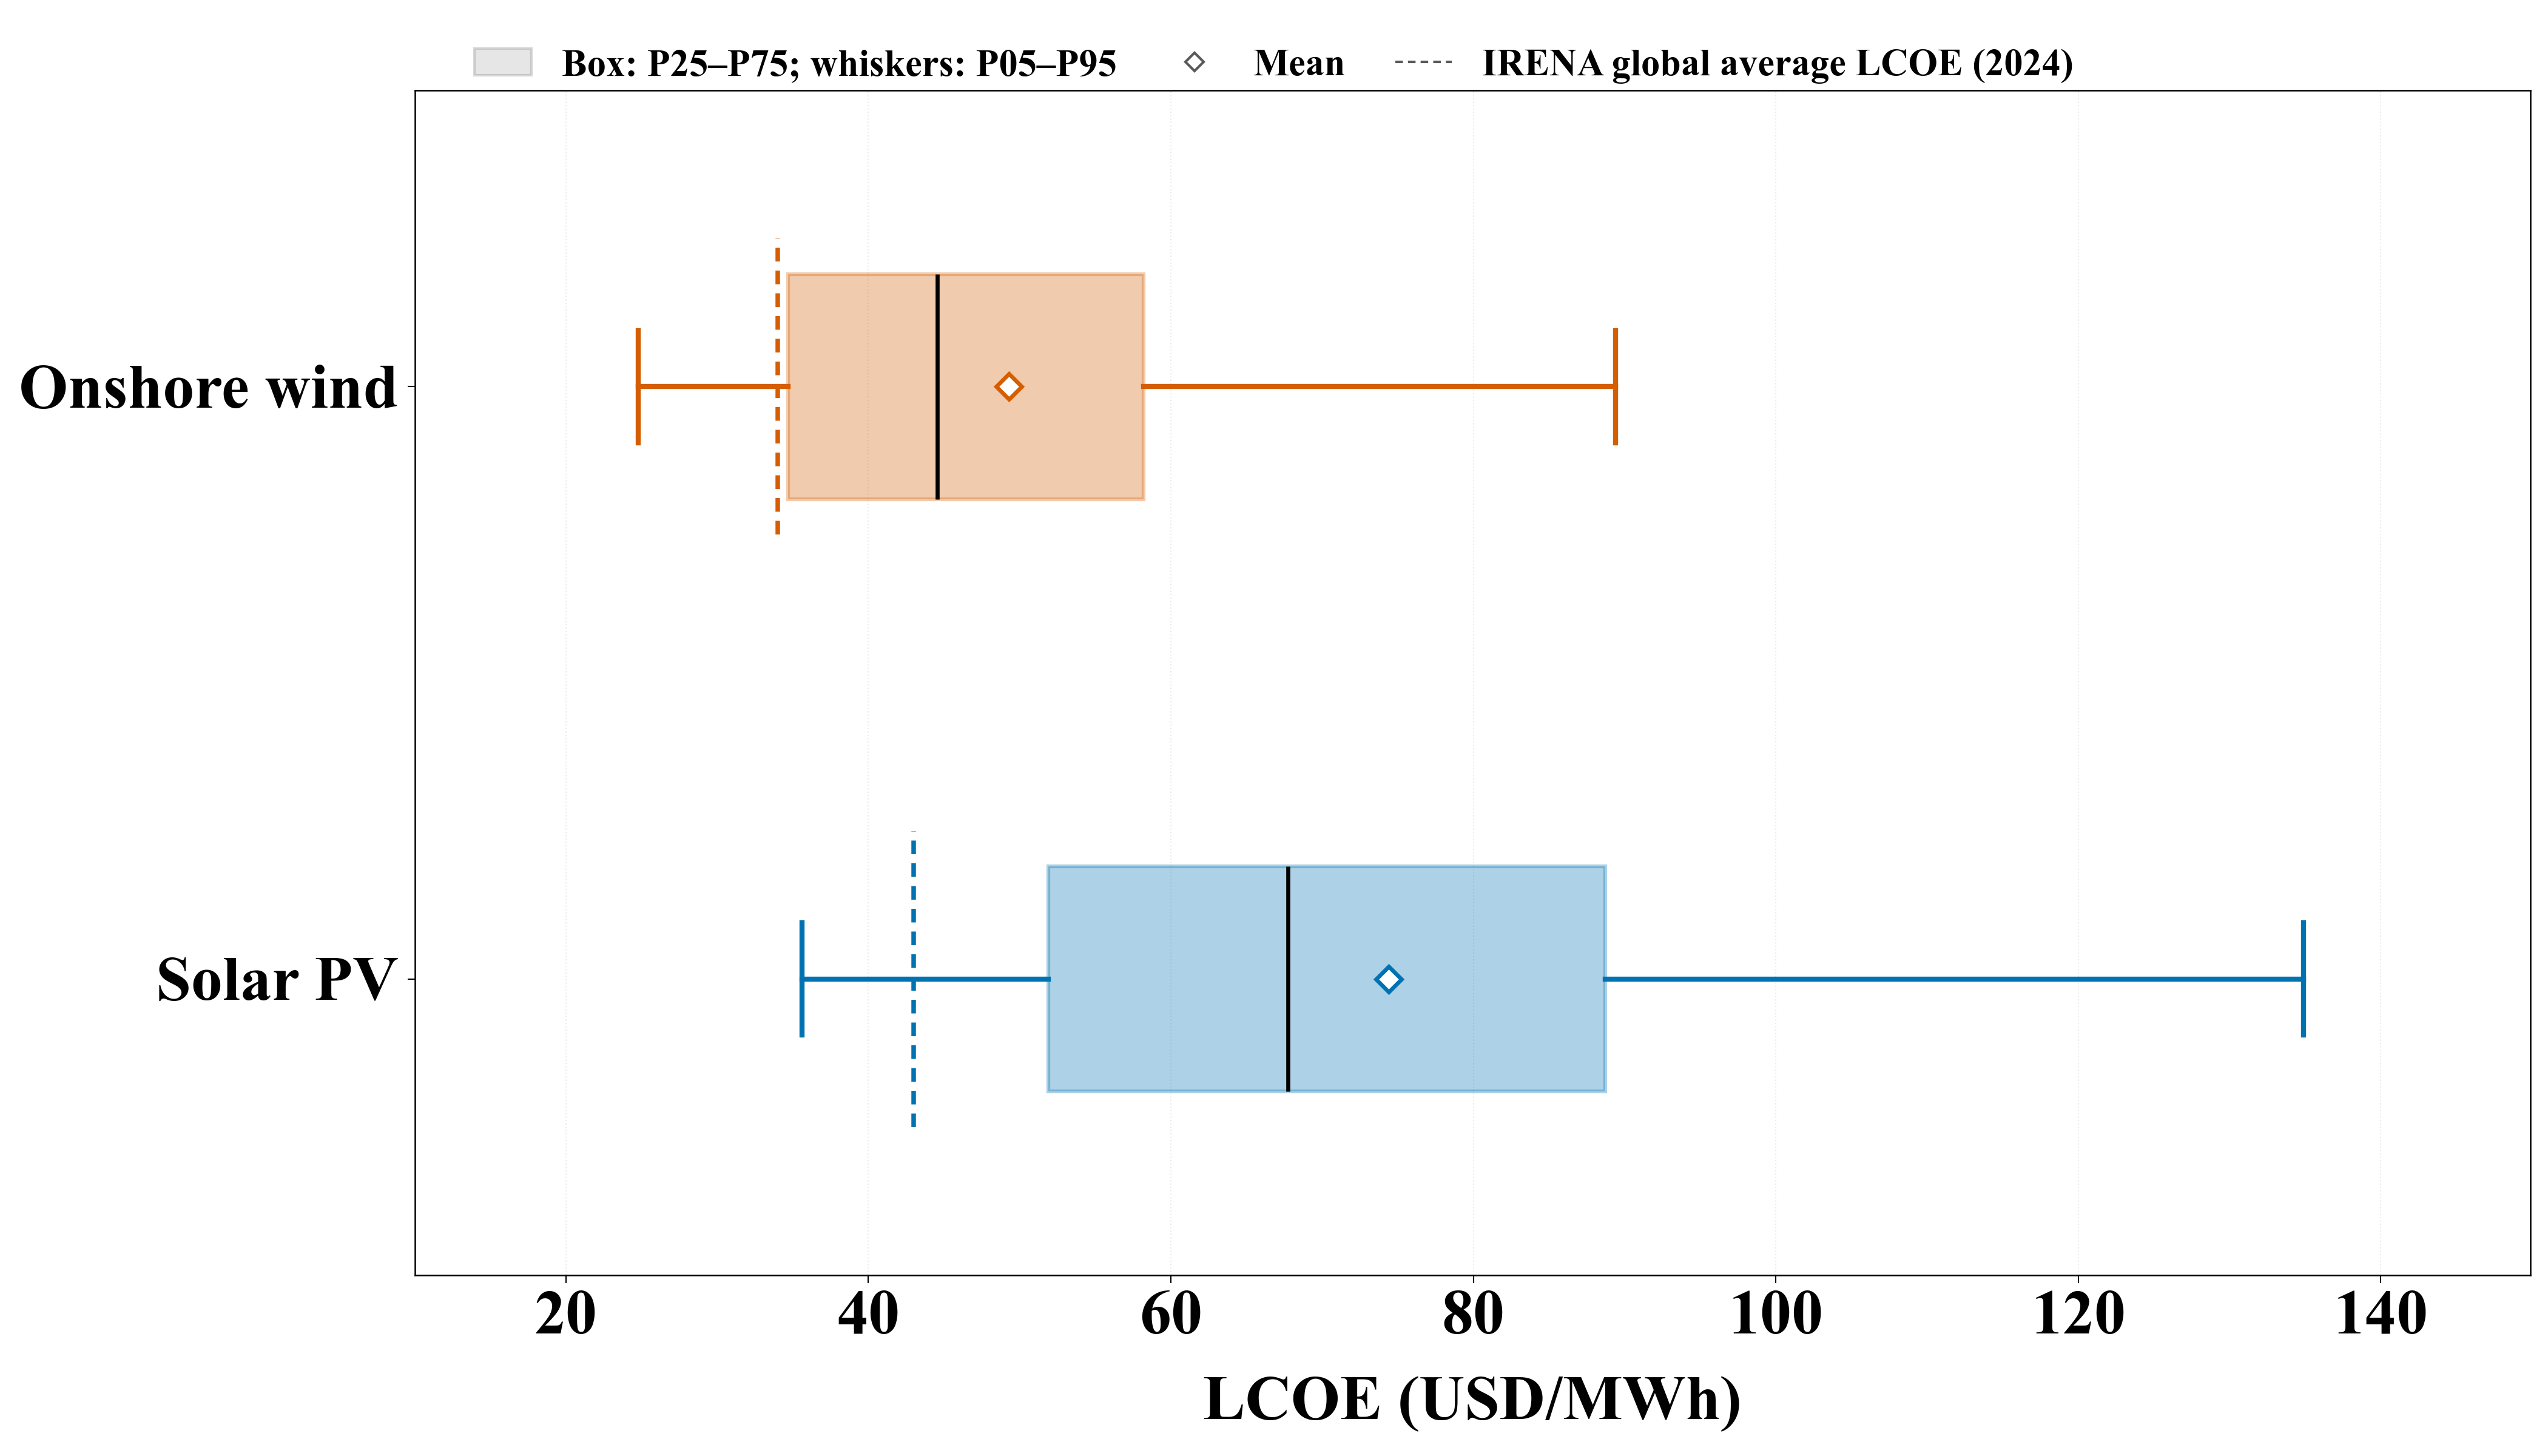 Box: P25–P75; whiskers: P05–P95 Mean IRENA global average LCOE (2024)
Onshore wind
Solar PV
20 40 60 80 100 120 140
LCOE (USD/MWh)